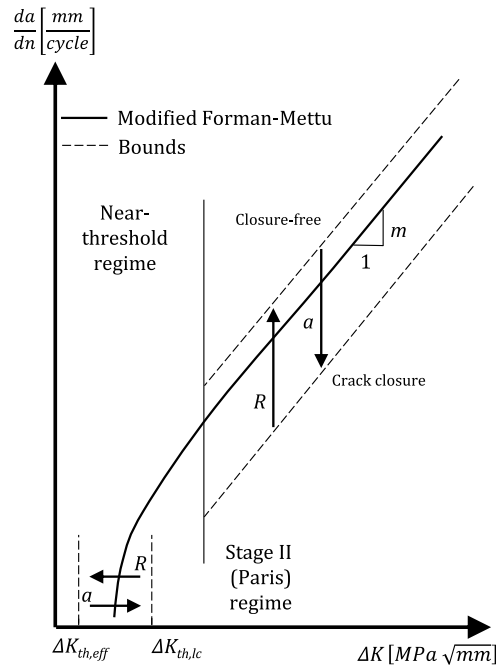 da/dn [mm/cycle]
Modified Forman-Mettu
Bounds
Near-
threshold
regime
Closure-free
m
1
a
R
Crack closure
Stage II
(Paris)
regime
R
a
ΔK_th,eff
ΔK_th,lc
ΔK [MPa √mm]